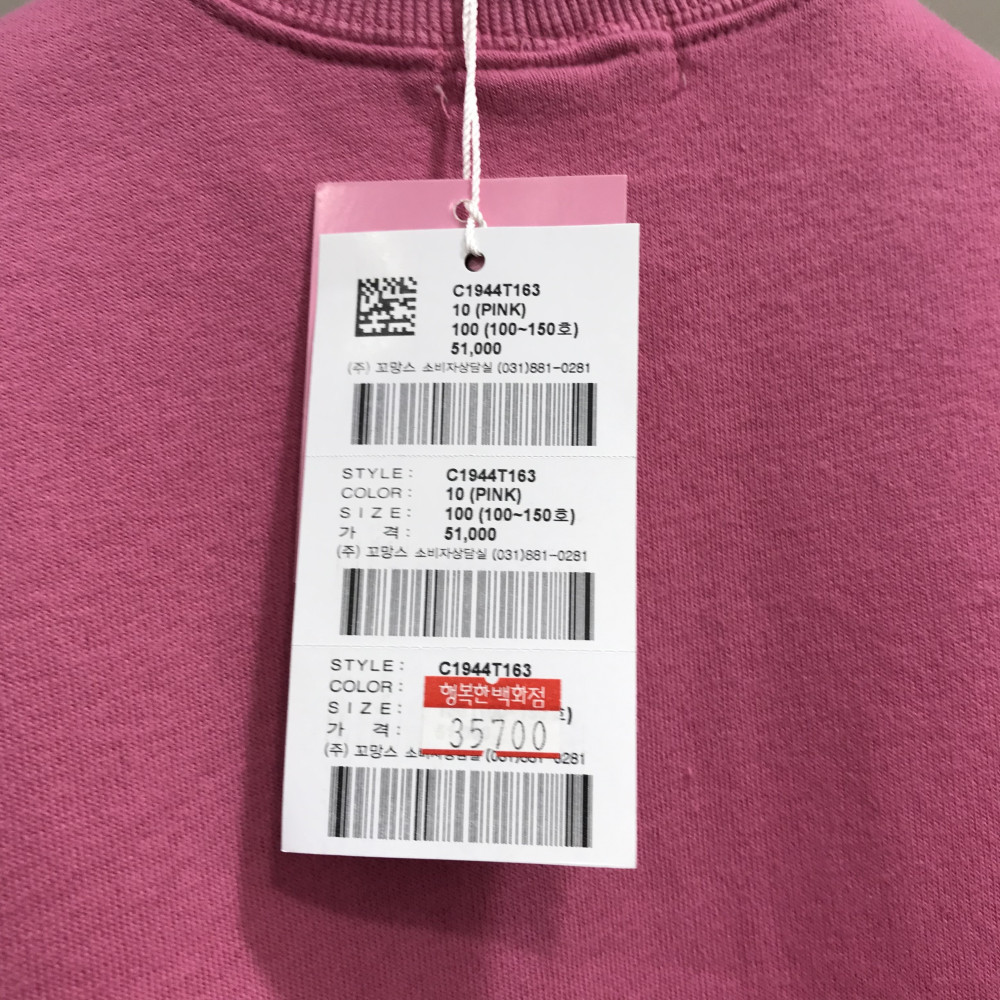 C1944T163
10 (PINK)
100 (100~150호)
51,000
(주) 꼬망스 소비자상담실 (031)881-0281
STYLE: C1944T163
COLOR: 10 (PINK)
SIZE: 100 (100~150호)
가 격: 51,000
(주) 꼬망스 소비자상담실 (031)881-0281
STYLE: C1944T163
COLOR:
행복한백화점
SIZE:
가 격: 35700
(주) 꼬망스